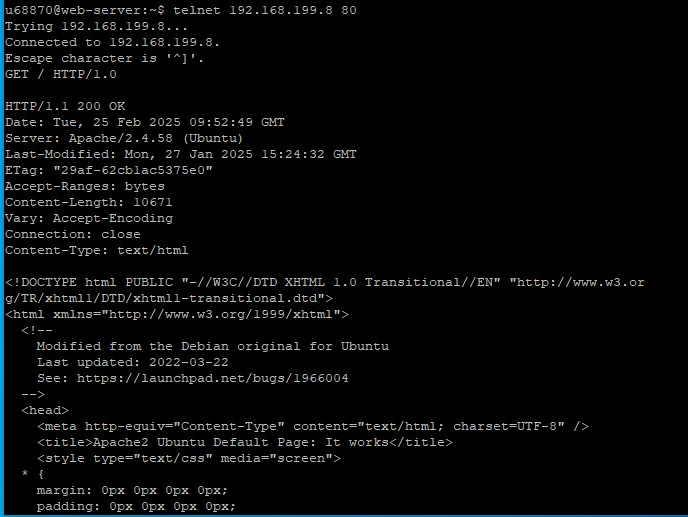 u68870@web-server:~$ telnet 192.168.199.8 80
Trying 192.168.199.8...
Connected to 192.168.199.8.
Escape character is '^]'.
GET / HTTP/1.0

HTTP/1.1 200 OK
Date: Tue, 25 Feb 2025 09:52:49 GMT
Server: Apache/2.4.58 (Ubuntu)
Last-Modified: Mon, 27 Jan 2025 15:24:32 GMT
ETag: "29af-62cb1ac5375e0"
Accept-Ranges: bytes
Content-Length: 10671
Vary: Accept-Encoding
Connection: close
Content-Type: text/html

<!DOCTYPE html PUBLIC "-//W3C//DTD XHTML 1.0 Transitional//EN" "http://www.w3.or
g/TR/xhtml1/DTD/xhtml1-transitional.dtd">
<html xmlns="http://www.w3.org/1999/xhtml">
  <!--
    Modified from the Debian original for Ubuntu
    Last updated: 2022-03-22
    See: https://launchpad.net/bugs/1966004
  -->
  <head>
    <meta http-equiv="Content-Type" content="text/html; charset=UTF-8" />
    <title>Apache2 Ubuntu Default Page: It works</title>
    <style type="text/css" media="screen">
  * {
    margin: 0px 0px 0px 0px;
    padding: 0px 0px 0px 0px;